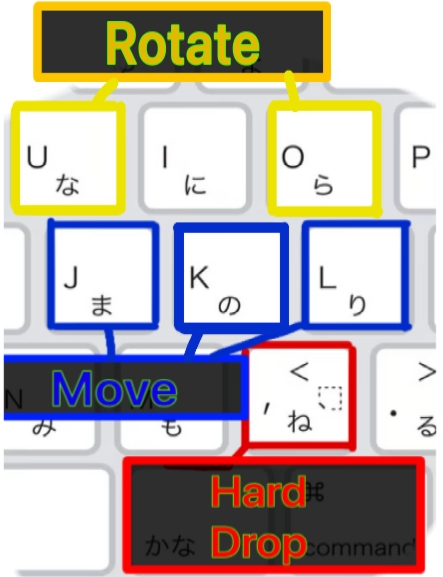 Rotate
U な
I に
O ら
P
J ま
K の
L り
Move
N み
も
< , ね
> . る
Hard
Drop
⌘
かな
command